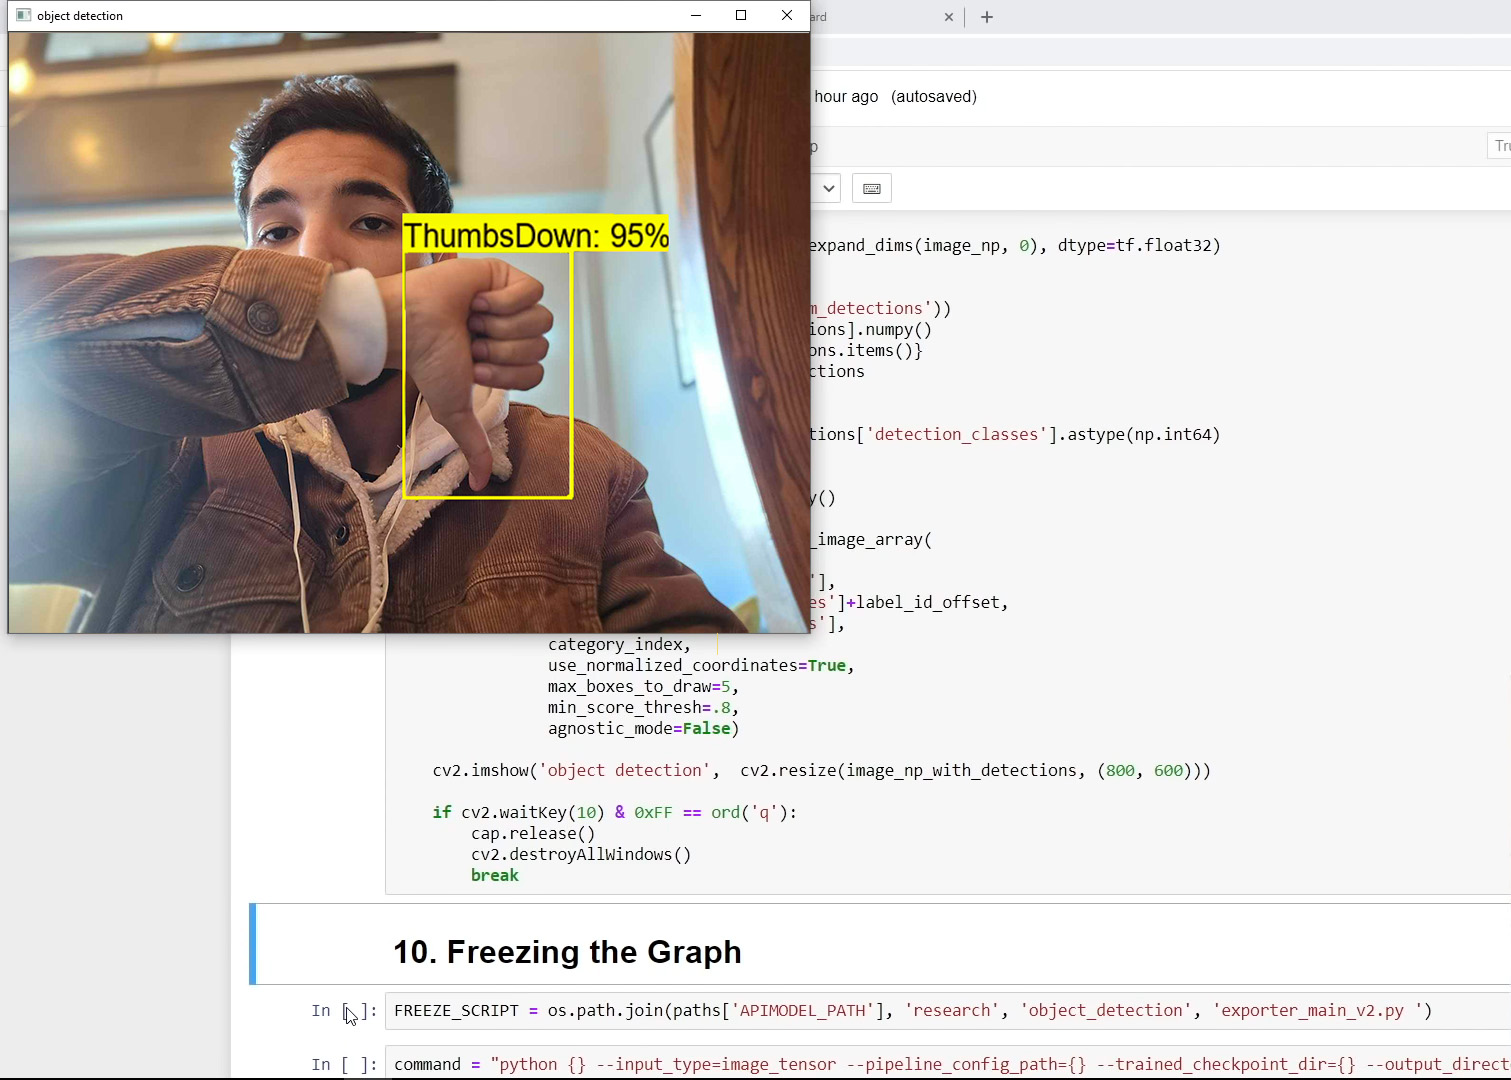 object detection
ThumbsDown: 95%
ard
hour ago (autosaved)
p
Tru
expand_dims(image_np, 0), dtype=tf.float32)
m_detections'))
ions].numpy()
ons.items()}
ctions
tions['detection_classes'].astype(np.int64)
y()
_image_array(
'],
es']+label_id_offset,
s'],
category_index,
use_normalized_coordinates=True,
max_boxes_to_draw=5,
min_score_thresh=.8,
agnostic_mode=False)
cv2.imshow('object detection',  cv2.resize(image_np_with_detections, (800, 600)))
if cv2.waitKey(10) & 0xFF == ord('q'):
cap.release()
cv2.destroyAllWindows()
break
10. Freezing the Graph
In [ ]: FREEZE_SCRIPT = os.path.join(paths['APIMODEL_PATH'], 'research', 'object_detection', 'exporter_main_v2.py ')
In [ ]: command = "python {} --input_type=image_tensor --pipeline_config_path={} --trained_checkpoint_dir={} --output_direct